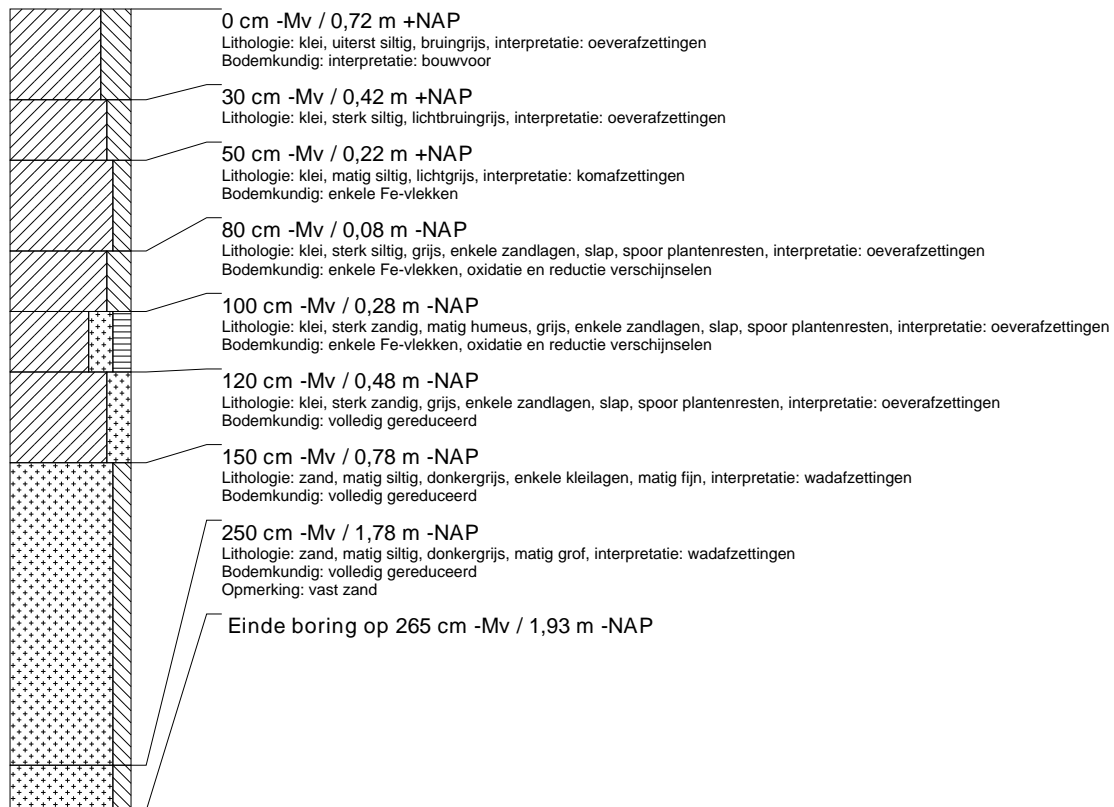 0 cm -Mv / 0,72 m +NAP
Lithologie: klei, uiterst siltig, bruingrijs, interpretatie: oeverafzettingen
Bodemkundig: interpretatie: bouwvoor
30 cm -Mv / 0,42 m +NAP
Lithologie: klei, sterk siltig, lichtbruingrijs, interpretatie: oeverafzettingen
50 cm -Mv / 0,22 m +NAP
Lithologie: klei, matig siltig, lichtgrijs, interpretatie: komafzettingen
Bodemkundig: enkele Fe-vlekken
80 cm -Mv / 0,08 m -NAP
Lithologie: klei, sterk siltig, grijs, enkele zandlagen, slap, spoor plantenresten, interpretatie: oeverafzettingen
Bodemkundig: enkele Fe-vlekken, oxidatie en reductie verschijnselen
100 cm -Mv / 0,28 m -NAP
Lithologie: klei, sterk zandig, matig humeus, grijs, enkele zandlagen, slap, spoor plantenresten, interpretatie: oeverafzettingen
Bodemkundig: enkele Fe-vlekken, oxidatie en reductie verschijnselen
120 cm -Mv / 0,48 m -NAP
Lithologie: klei, sterk zandig, grijs, enkele zandlagen, slap, spoor plantenresten, interpretatie: oeverafzettingen
Bodemkundig: volledig gereduceerd
150 cm -Mv / 0,78 m -NAP
Lithologie: zand, matig siltig, donkergrijs, enkele kleilagen, matig fijn, interpretatie: wadafzettingen
Bodemkundig: volledig gereduceerd
250 cm -Mv / 1,78 m -NAP
Lithologie: zand, matig siltig, donkergrijs, matig grof, interpretatie: wadafzettingen
Bodemkundig: volledig gereduceerd
Opmerking: vast zand
Einde boring op 265 cm -Mv / 1,93 m -NAP